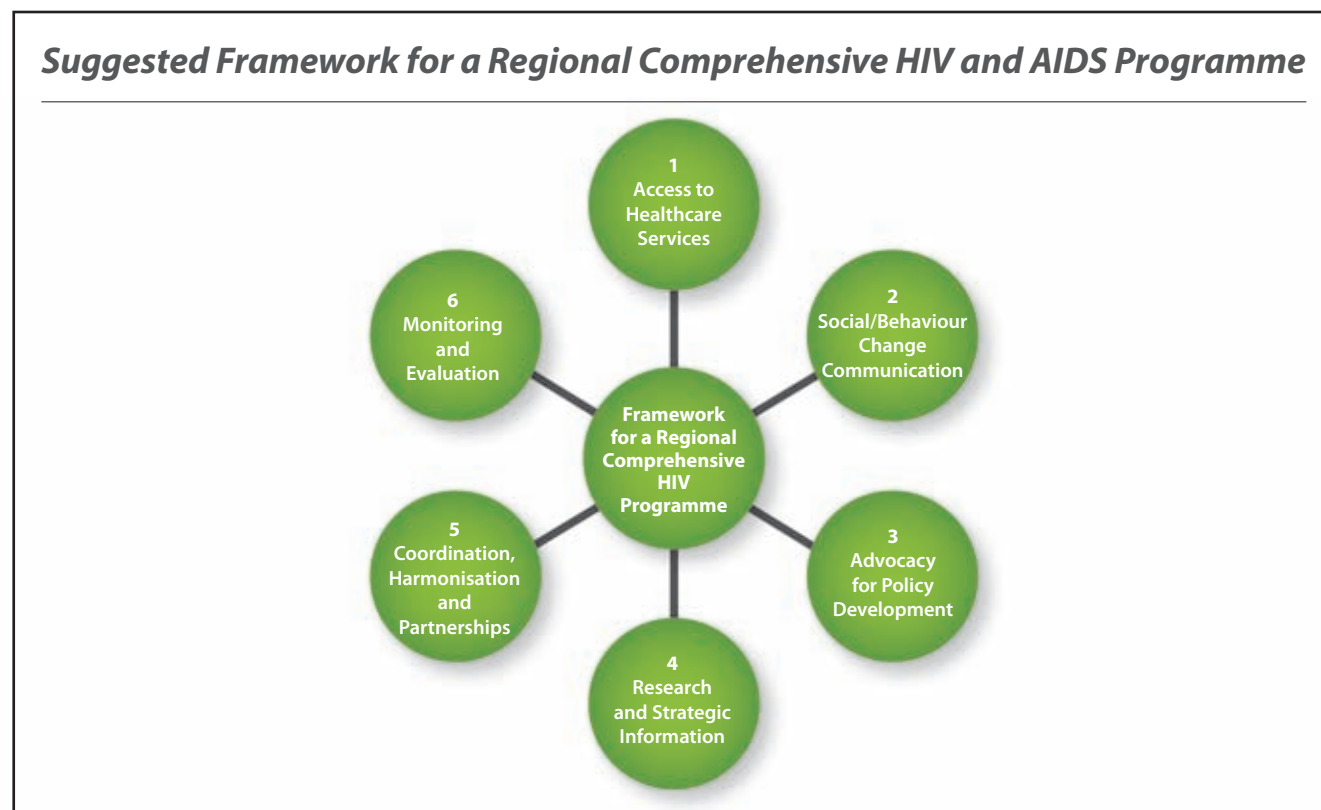 Suggested Framework for a Regional Comprehensive HIV and AIDS Programme
1
Access to
Healthcare
Services
2
Social/Behaviour
Change
Communication
3
Advocacy
for Policy
Development
4
Research
and Strategic
Information
5
Coordination,
Harmonisation
and
Partnerships
6
Monitoring
and
Evaluation
Framework
for a Regional
Comprehensive
HIV
Programme